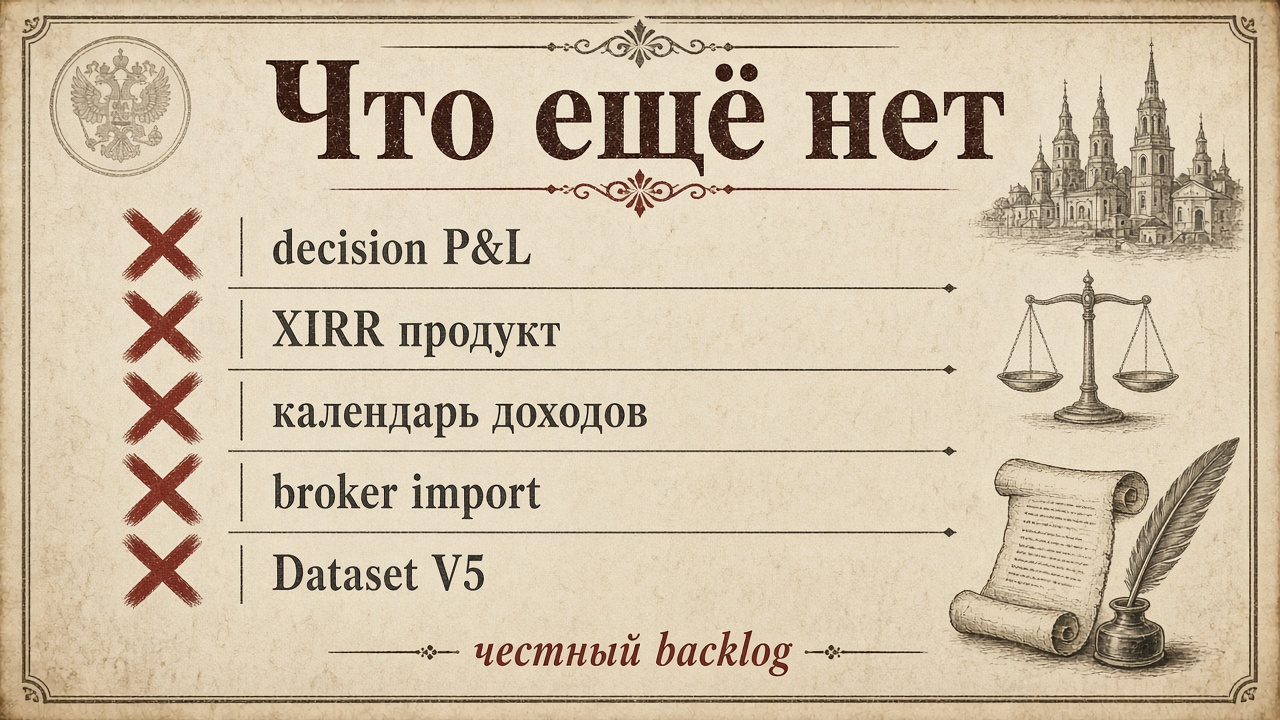 Что ещё нет
decision P&L
XIRR продукт
календарь доходов
broker import
Dataset V5
честный backlog